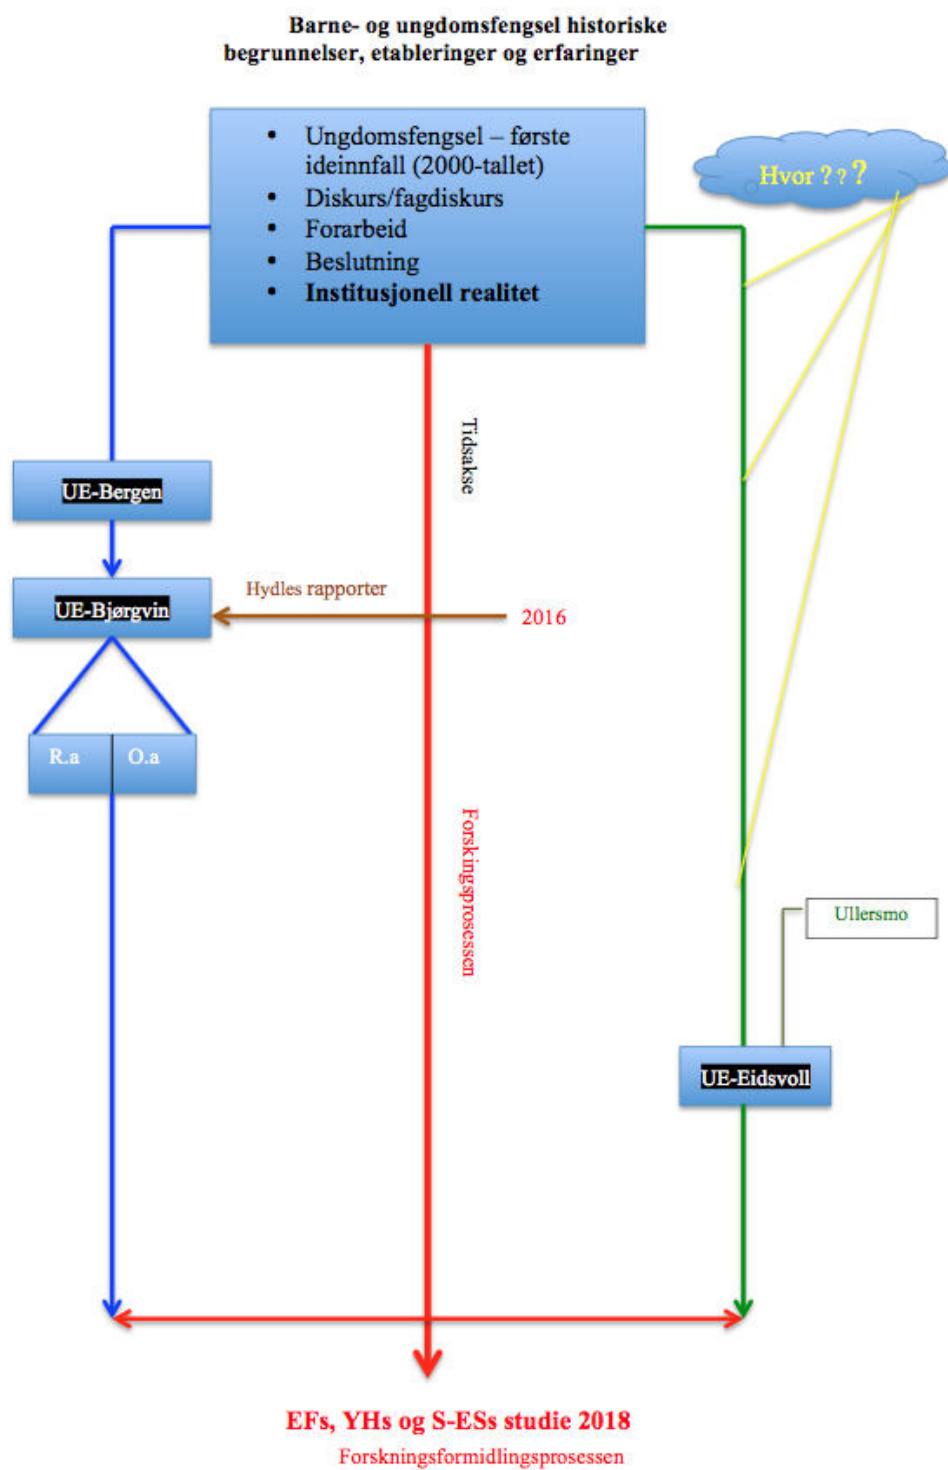 Barne- og ungdomsfengsel historiske
begrunnelser, etableringer og erfaringer
• Ungdomsfengsel – første
ideinnfall (2000-tallet)
• Diskurs/fagdiskurs
• Forarbeid
• Beslutning
• Institusjonell realitet
Hvor ? ? ?
Tidsakse
UE-Bergen
UE-Bjørgvin
Hydles rapporter
2016
R.a
O.a
Forskingsprosessen
Ullersmo
UE-Eidsvoll
EFs, YHs og S-ESs studie 2018
Forskningsformidlingsprosessen